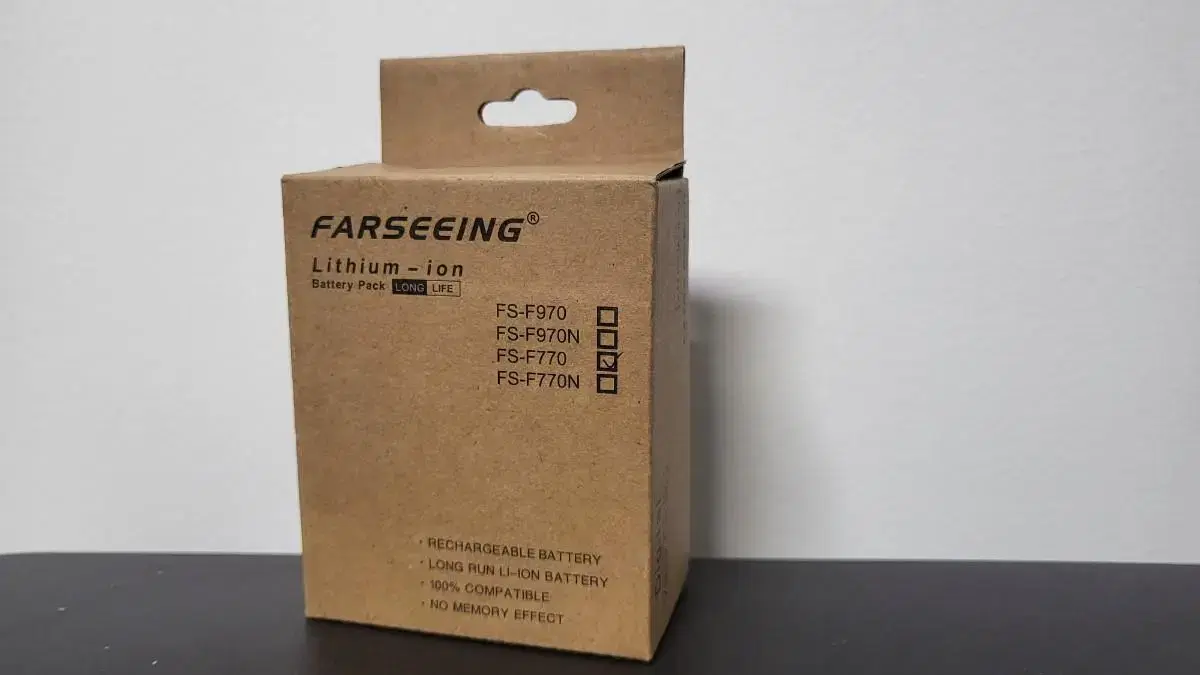 FARSEEING®
Lithium-ion
Battery Pack LONG LIFE
FS-F970
FS-F970N
FS-F770
FS-F770N
· RECHARGEABLE BATTERY
· LONG RUN LI-ION BATTERY
· 100% COMPATIBLE
· NO MEMORY EFFECT